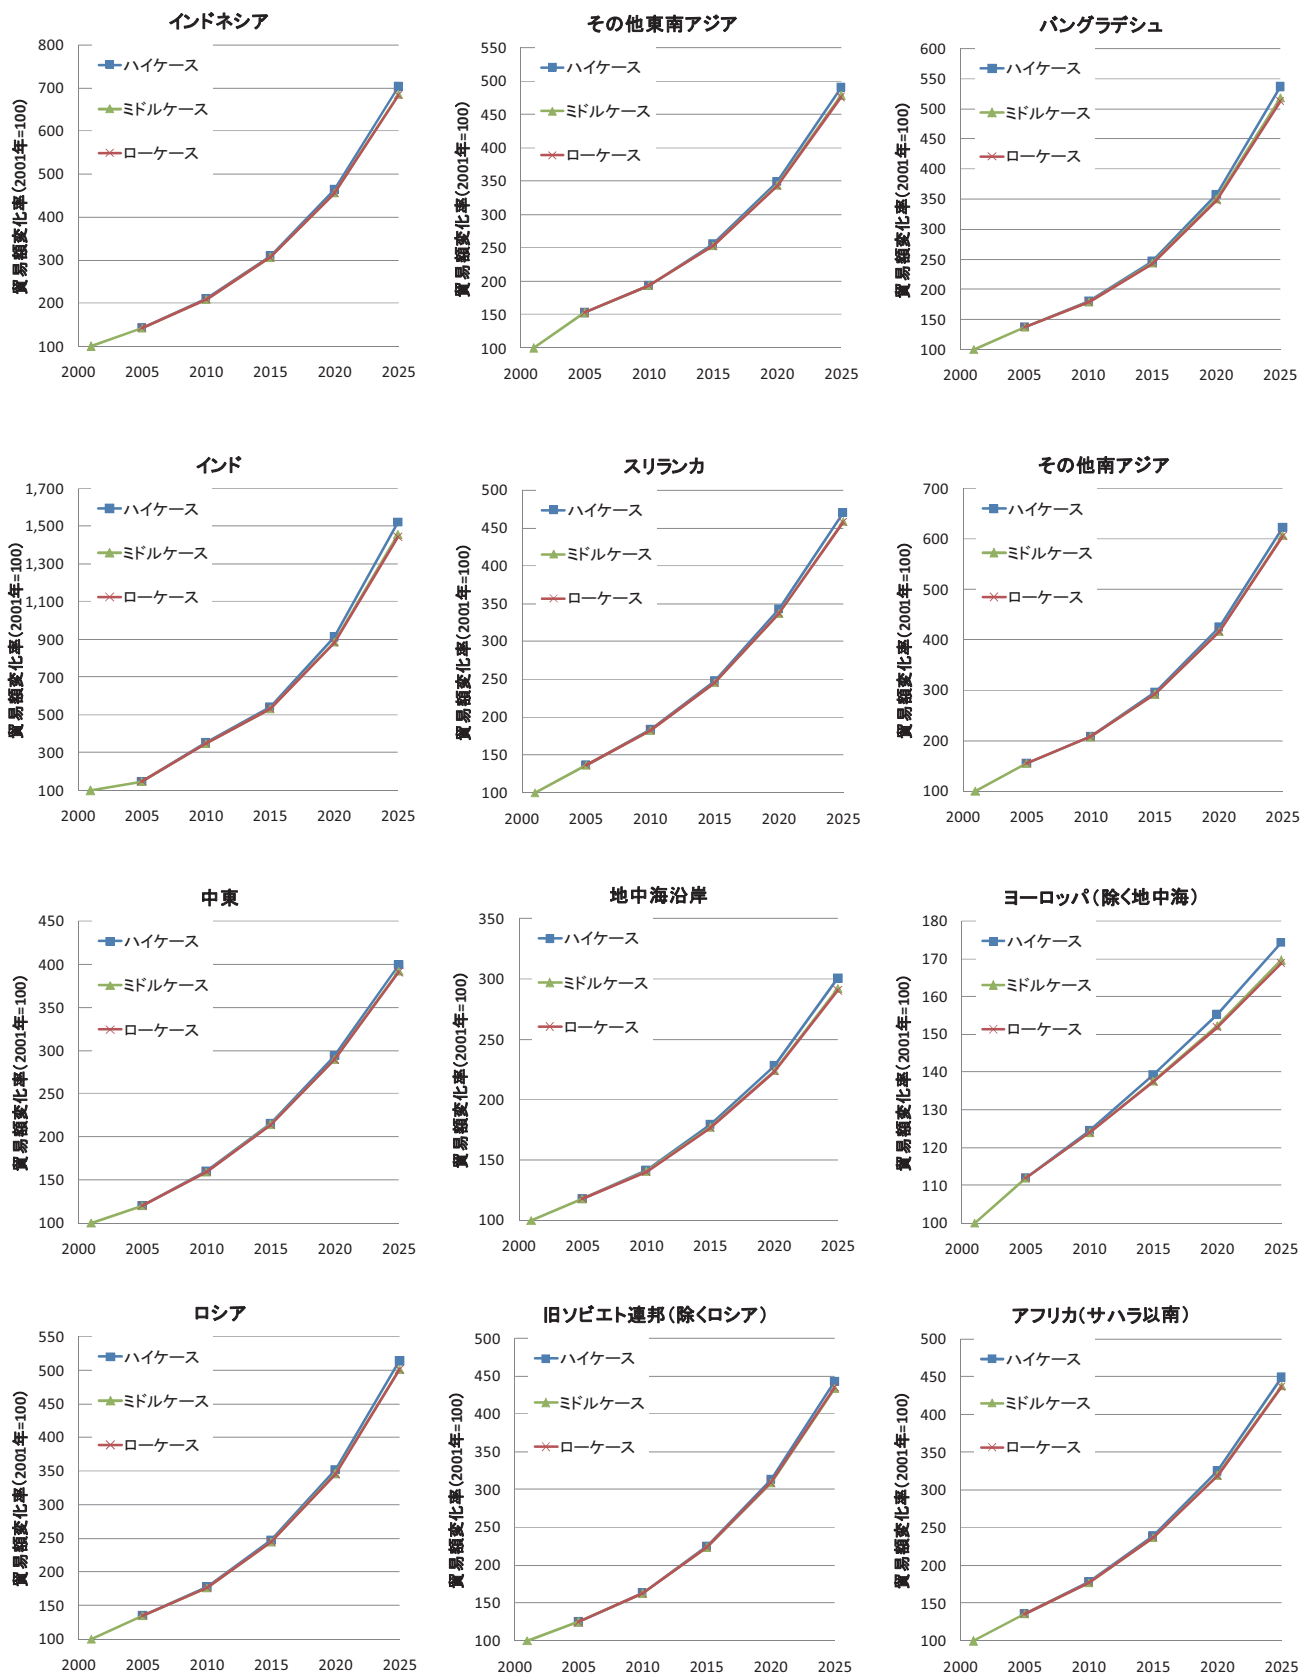 インドネシア
貿易額変化率(2001年=100)
800
700
600
500
400
300
200
100
ハイケース
ミドルケース
ローケース
2000 2005 2010 2015 2020 2025
その他東南アジア
貿易額変化率(2001年=100)
550
500
450
400
350
300
250
200
150
100
ハイケース
ミドルケース
ローケース
2000 2005 2010 2015 2020 2025
バングラデシュ
貿易額変化率(2001年=100)
600
550
500
450
400
350
300
250
200
150
100
ハイケース
ミドルケース
ローケース
2000 2005 2010 2015 2020 2025
インド
貿易額変化率(2001年=100)
1,700
1,500
1,300
1,100
900
700
500
300
100
ハイケース
ミドルケース
ローケース
2000 2005 2010 2015 2020 2025
スリランカ
貿易額変化率(2001年=100)
500
450
400
350
300
250
200
150
100
ハイケース
ミドルケース
ローケース
2000 2005 2010 2015 2020 2025
その他南アジア
貿易額変化率(2001年=100)
700
600
500
400
300
200
100
ハイケース
ミドルケース
ローケース
2000 2005 2010 2015 2020 2025
中東
貿易額変化率(2001年=100)
450
400
350
300
250
200
150
100
ハイケース
ミドルケース
ローケース
2000 2005 2010 2015 2020 2025
地中海沿岸
貿易額変化率(2001年=100)
350
300
250
200
150
100
ハイケース
ミドルケース
ローケース
2000 2005 2010 2015 2020 2025
ヨーロッパ(除く地中海)
貿易額変化率(2001年=100)
180
170
160
150
140
130
120
110
100
ハイケース
ミドルケース
ローケース
2000 2005 2010 2015 2020 2025
ロシア
貿易額変化率(2001年=100)
550
500
450
400
350
300
250
200
150
100
ハイケース
ミドルケース
ローケース
2000 2005 2010 2015 2020 2025
旧ソビエト連邦(除くロシア)
貿易額変化率(2001年=100)
500
450
400
350
300
250
200
150
100
ハイケース
ミドルケース
ローケース
2000 2005 2010 2015 2020 2025
アフリカ(サハラ以南)
貿易額変化率(2001年=100)
500
450
400
350
300
250
200
150
100
ハイケース
ミドルケース
ローケース
2000 2005 2010 2015 2020 2025